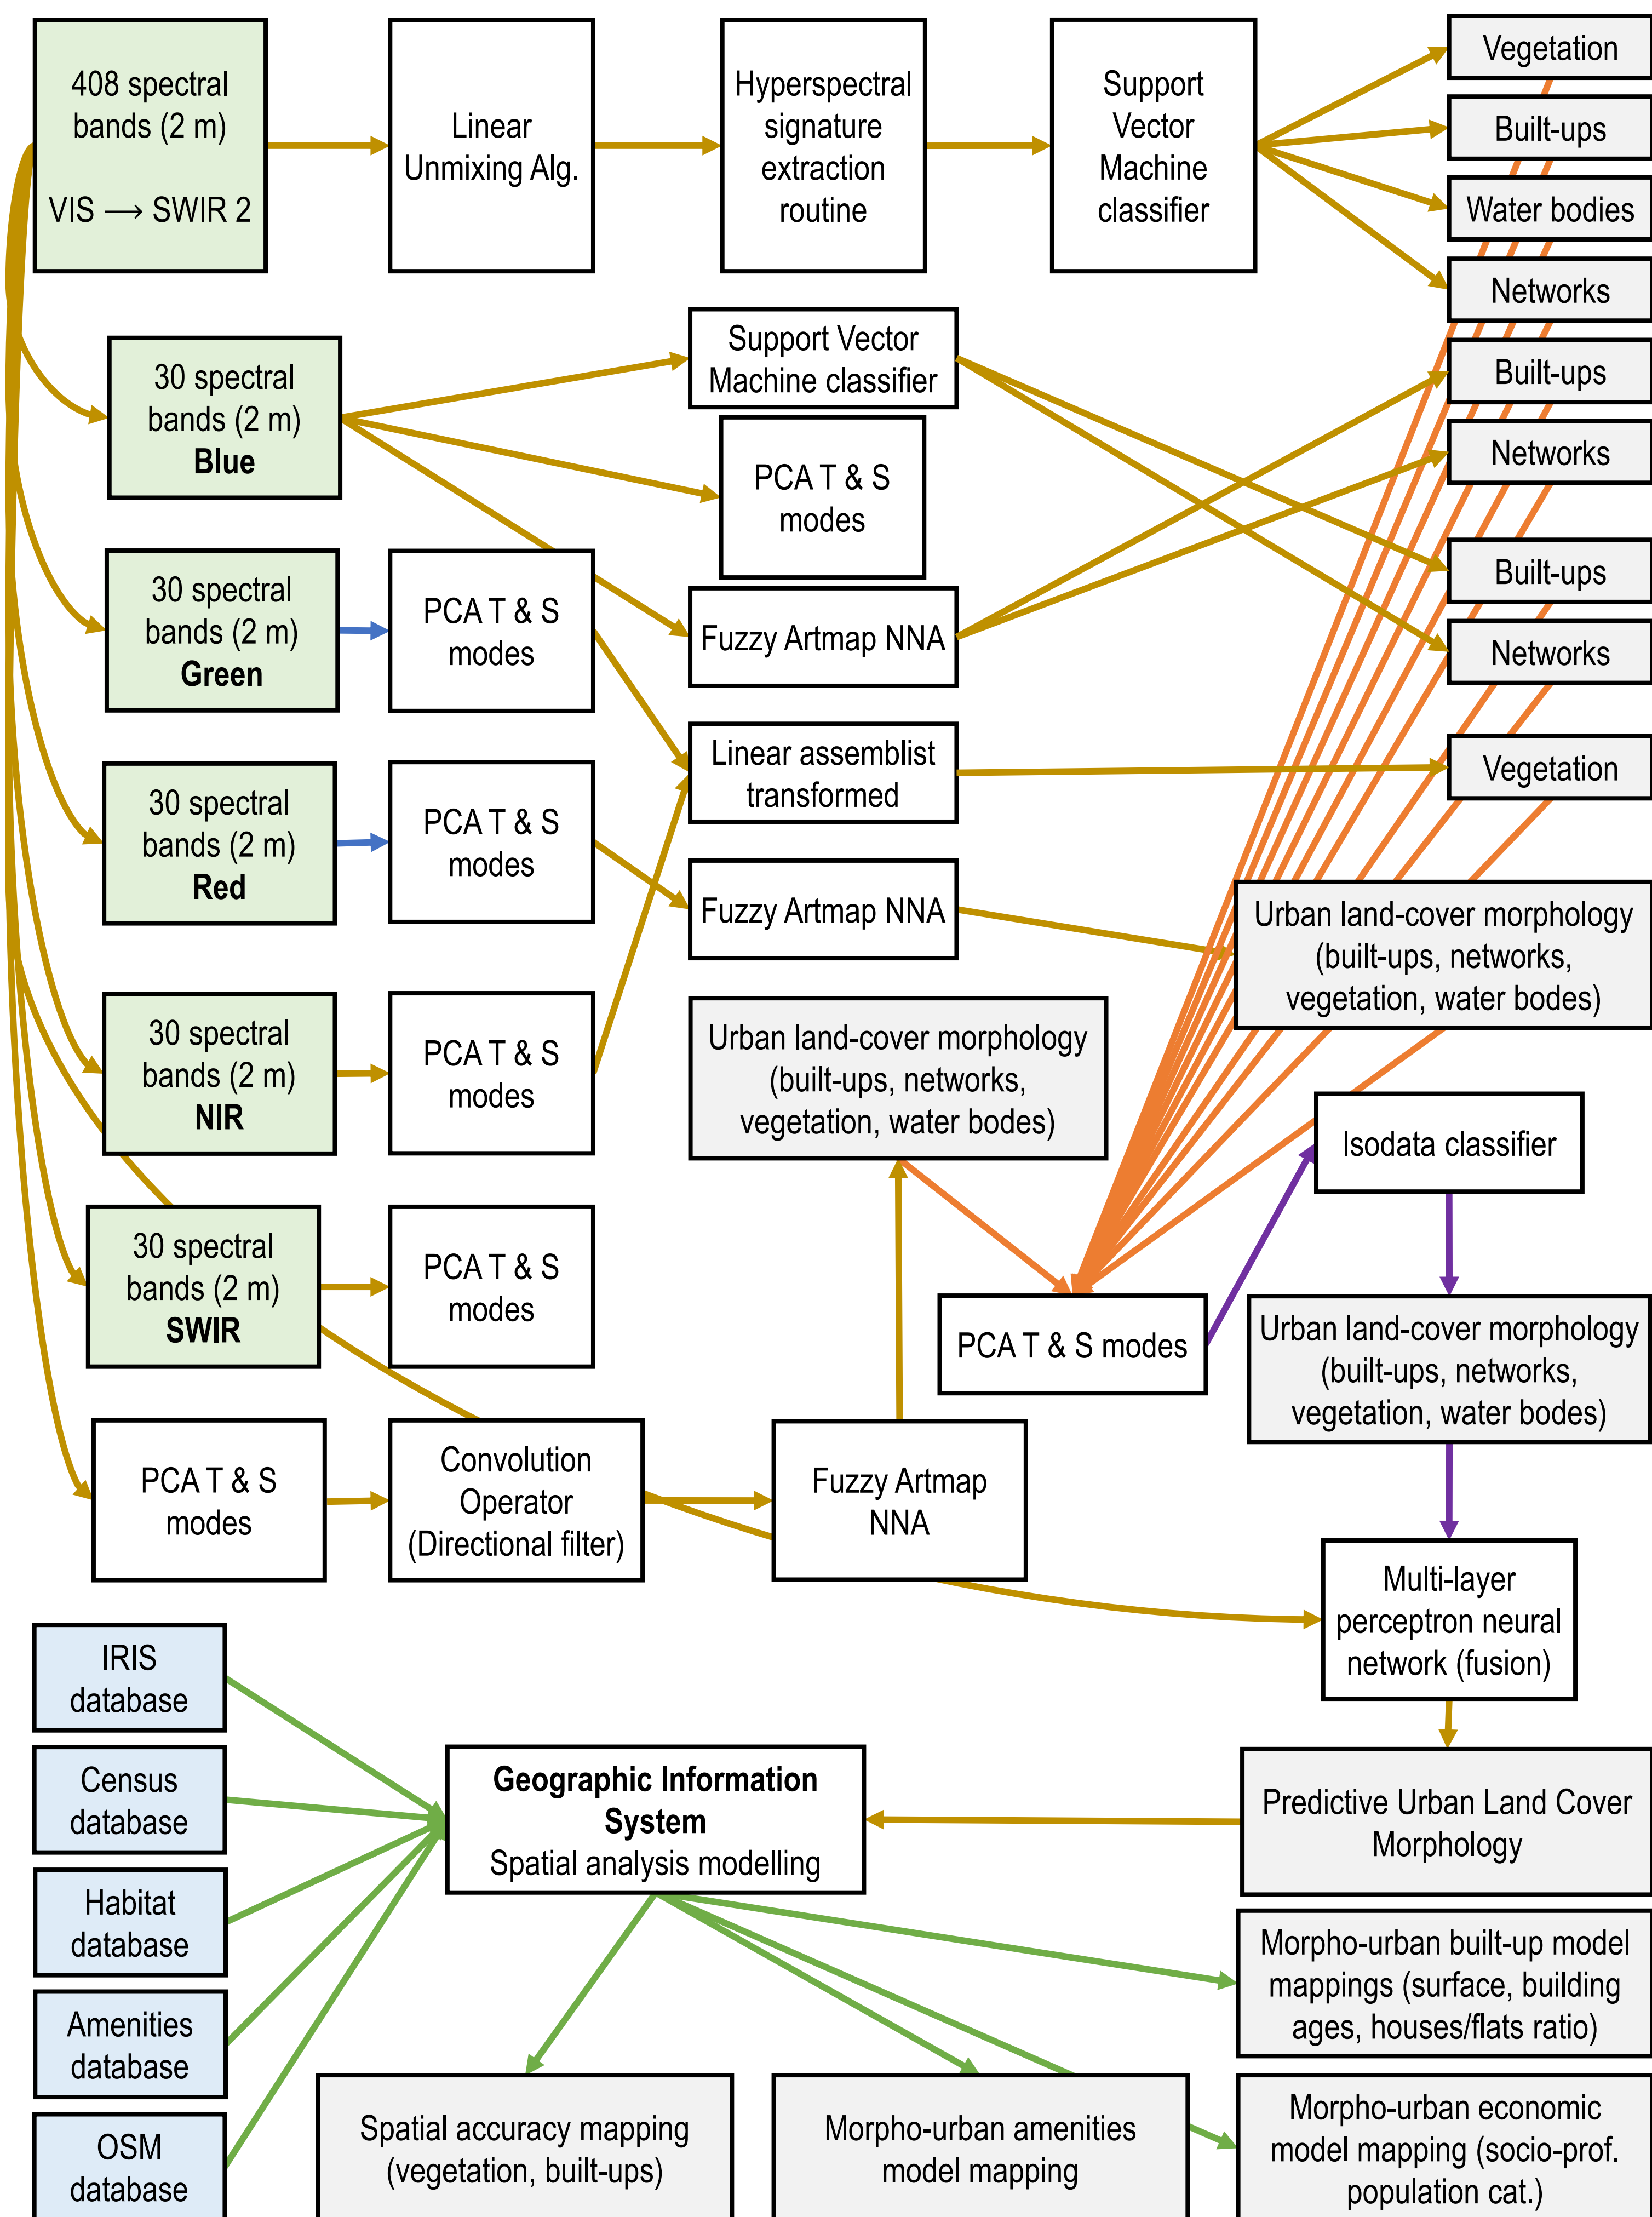 408 spectral
bands (2 m)
VIS ⟶ SWIR 2
Linear
Unmixing Alg.
Hyperspectral
signature
extraction
routine
Support
Vector
Machine
classifier
Vegetation
Built-ups
Water bodies
Networks
30 spectral
bands (2 m)
Blue
Support Vector
Machine classifier
PCA T & S
modes
Fuzzy Artmap NNA
Built-ups
Networks
Built-ups
Networks
30 spectral
bands (2 m)
Green
PCA T & S
modes
Linear assemblist
transformed
Vegetation
30 spectral
bands (2 m)
Red
PCA T & S
modes
Fuzzy Artmap NNA
Urban land-cover morphology
(built-ups, networks,
vegetation, water bodes)
30 spectral
bands (2 m)
NIR
PCA T & S
modes
Urban land-cover morphology
(built-ups, networks,
vegetation, water bodes)
Isodata classifier
30 spectral
bands (2 m)
SWIR
PCA T & S
modes
PCA T & S modes
Urban land-cover morphology
(built-ups, networks,
vegetation, water bodes)
PCA T & S
modes
Convolution
Operator
(Directional filter)
Fuzzy Artmap
NNA
Multi-layer
perceptron neural
network (fusion)
IRIS
database
Census
database
Habitat
database
Amenities
database
OSM
database
Geographic Information
System
Spatial analysis modelling
Predictive Urban Land Cover
Morphology
Morpho-urban built-up model
mappings (surface, building
ages, houses/flats ratio)
Spatial accuracy mapping
(vegetation, built-ups)
Morpho-urban amenities
model mapping
Morpho-urban economic
model mapping (socio-prof.
population cat.)